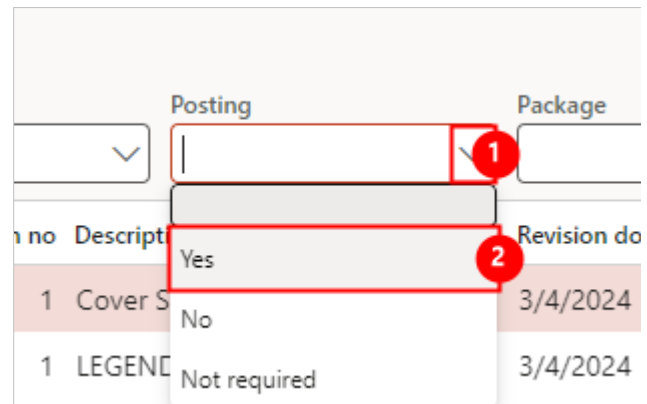 Posting Package
1
n no Descripti Revision do
Yes 2
1 Cover S 3/4/2024
No
1 LEGEND 3/4/2024
Not required